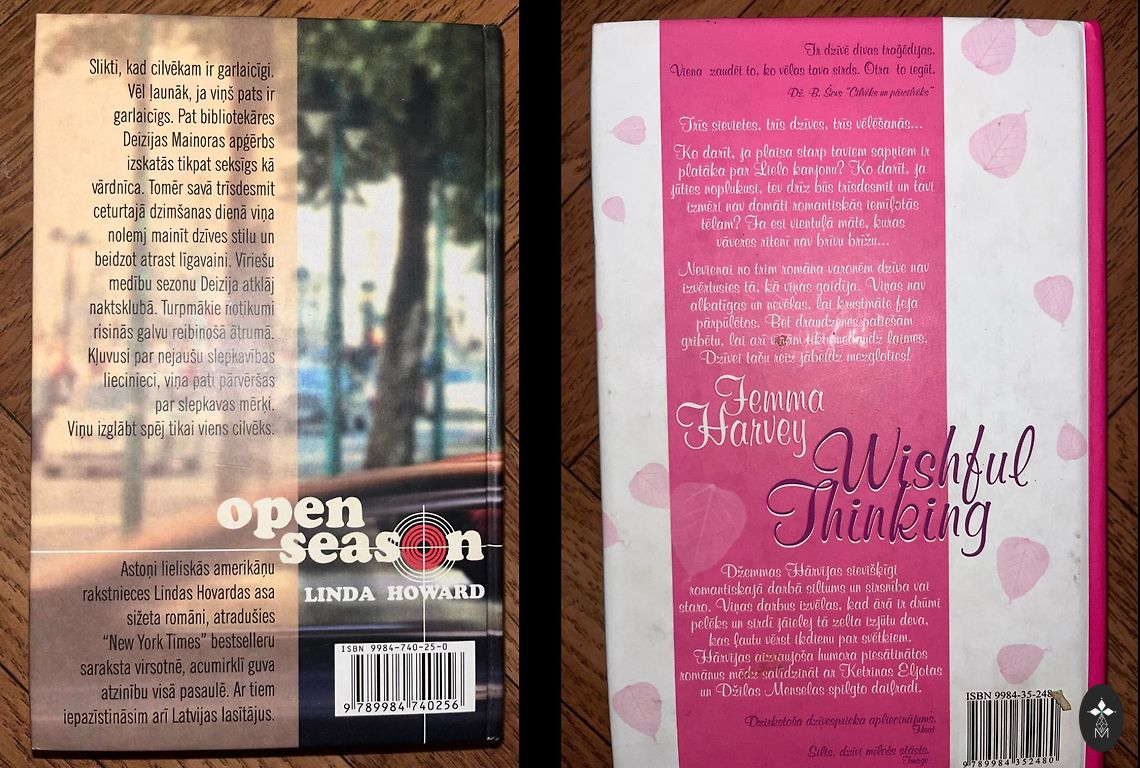 Slikti, kad cilvēkam ir garlaicīgi.
Vēl ļaunāk, ja viņš pats ir
garlaicīgs. Pat bibliotekāres
Deizijas Mainoras apģērbs
izskatās tikpat seksīgs kā
vārdnīca. Tomēr savā trīsdesmit
ceturtajā dzimšanas dienā viņa
nolemj mainīt dzīves stilu un
beidzot atrast līgavaini. Vīriešu
medību sezonu Deizija atklāj
naktsklubā. Turpmākie notikumi
risinās galvu reibinošā ātrumā.
Kļuvusi par nejaušu slepkavības
liecinieci, viņa pati pārvēršas
par slepkavas mērķi.
Viņu izglābt spēj tikai viens cilvēks.
open
season
LINDA HOWARD
Astoņi lieliskās amerikāņu
rakstnieces Lindas Hovardas asa
sižeta romāni, atradušies
"New York Times" bestselleru
saraksta virsotnē, acumirklī guva
atzinību visā pasaulē. Ar tiem
iepazīstināsim arī Latvijas lasītājus.
ISBN 9984-740-25-0
9 789984 740256
Ir dzīvē divas traģēdijas.
Viena zaudēt to, ko vēlas tava sirds. Otra to iegūt.
Dž. B. Šovs "Cilvēks un pārcilvēks"
Trīs sievietes, trīs dzīves, trīs vēlēšanās...
Ko darīt, ja plaisa starp taviem sapņiem ir
platāka par Lielo kanjonu? Ko darīt, ja
jūties noplukusi, tev drīz būs trīsdesmit un tavi
izmēri nav domāti romantiskās iemīļotās
tēlam? Ja esi vientuļā māte, kuras
vāveres ritenī nav brīvu brīžu...
Nevienai no trim romāna varonēm dzīve nav
izvērtusies tā, kā viņas gaidīja. Viņas nav
alkatīgas un nevēlas, lai krustmāte feja
pārpūlētos. Bet draudzenes patiešām
gribētu, lai arī viņām tiktu laimes.
Dzīvei taču reiz jābeidz mezgloties!
Jemma
Harvey
Wishful
Thinking
Džemmas Hārvijas sievišķīgi
romantiskajā darbā siltums un sirsnība vai
staro. Viņas darbus izvēlas, kad ārā ir drūmi
pelēks un sirdī jāielej tā zelta izjūtu deva,
kas ļautu vērst ikdienu par svētkiem.
Hārvijas aizraujoša humora piesātinātos
romānus mēdz salīdzināt ar Ketrīnas Eljotas
un Džilas Menselas spilgto daiļradi.
Dzirkstoša dzīvesprieka apliecinājums.
Heat
Silts, dzīvi mīlošs stāsts.
Image
ISBN 9984-35-248
9 789984 352480
M